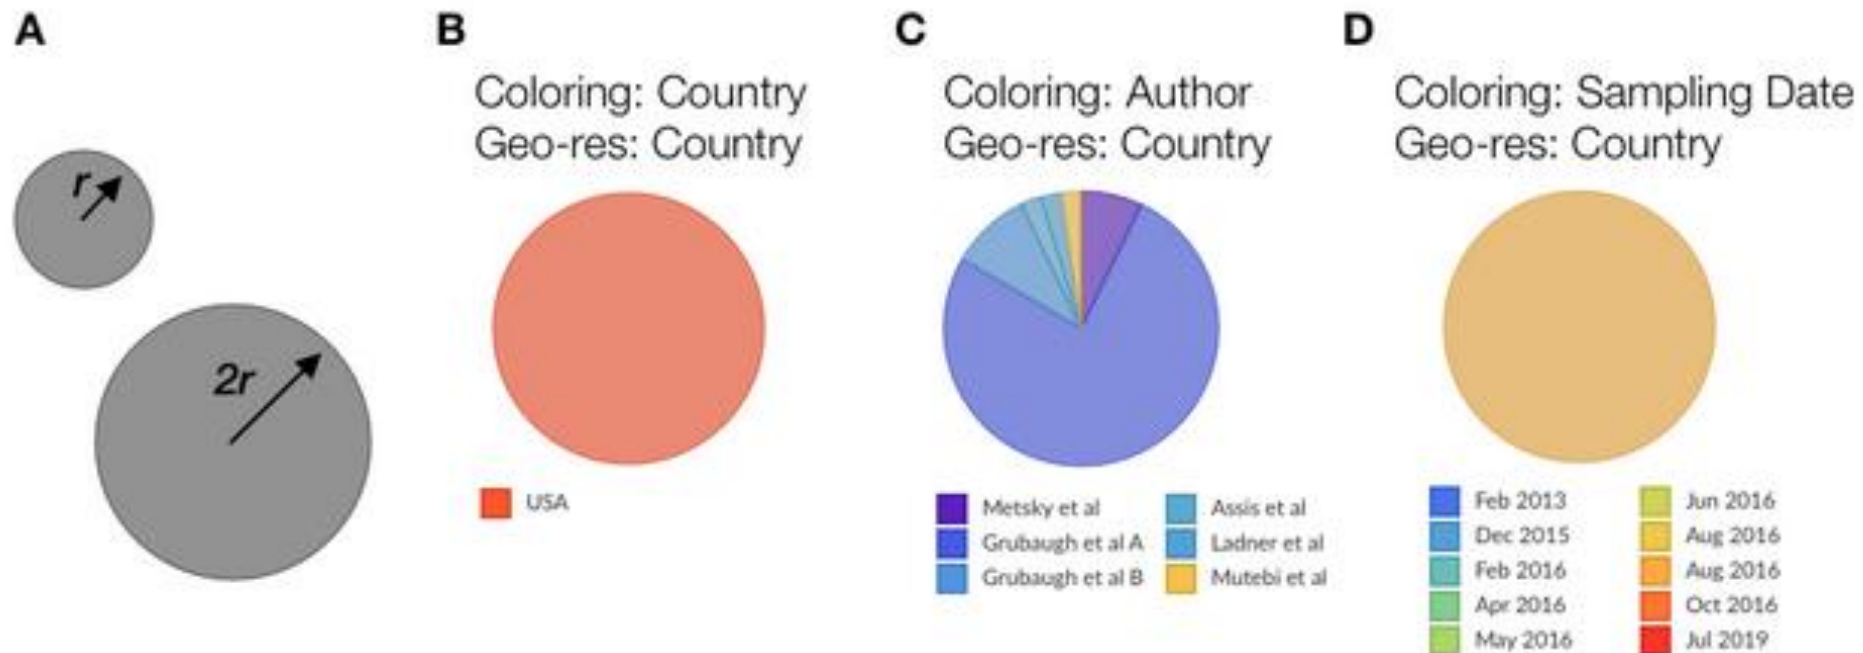 A
r
2r
B
Coloring: Country
Geo-res: Country
USA
C
Coloring: Author
Geo-res: Country
Metsky et al
Grubaugh et al A
Grubaugh et al B
Assis et al
Ladner et al
Mutebi et al
D
Coloring: Sampling Date
Geo-res: Country
Feb 2013
Dec 2015
Feb 2016
Apr 2016
May 2016
Jun 2016
Aug 2016
Aug 2016
Oct 2016
Jul 2019